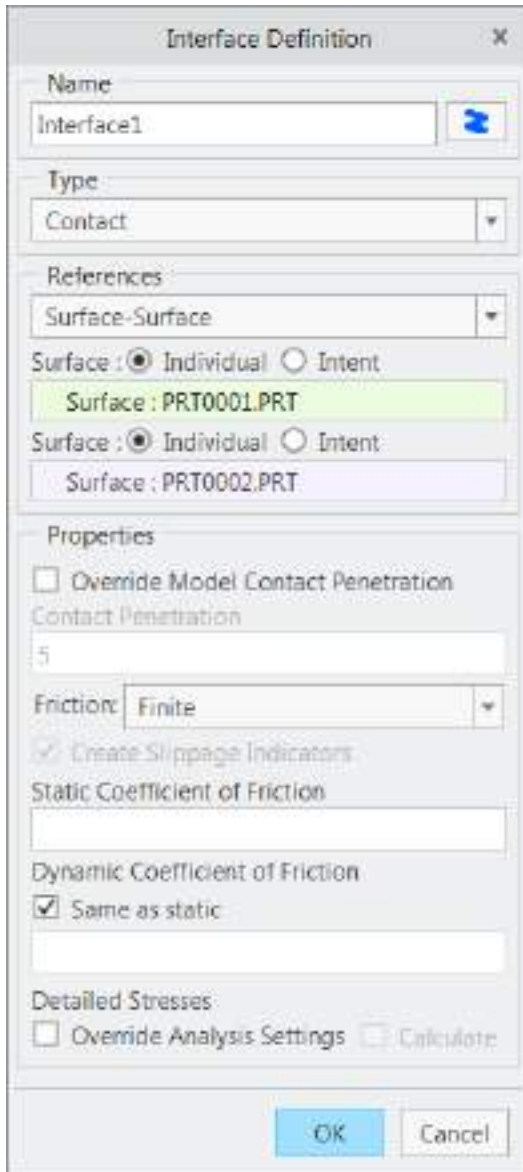 Interface Definition
Name
Interface1
Type
Contact
References
Surface-Surface
Surface : Individual Intent
Surface : PRT0001.PRT
Surface : Individual Intent
Surface : PRT0002.PRT
Properties
Override Model Contact Penetration
Contact Penetration
5
Friction: Finite
Create Slippage Indicators
Static Coefficient of Friction
Dynamic Coefficient of Friction
Same as static
Detailed Stresses
Override Analysis Settings Calculate
OK Cancel